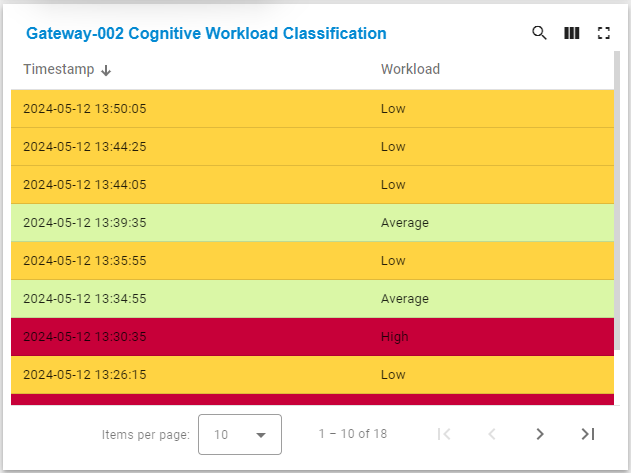 Gateway-002 Cognitive Workload Classification
Timestamp Workload
2024-05-12 13:50:05 Low
2024-05-12 13:44:25 Low
2024-05-12 13:44:05 Low
2024-05-12 13:39:35 Average
2024-05-12 13:35:55 Low
2024-05-12 13:34:55 Average
2024-05-12 13:30:35 High
2024-05-12 13:26:15 Low
Items per page: 10 1 – 10 of 18